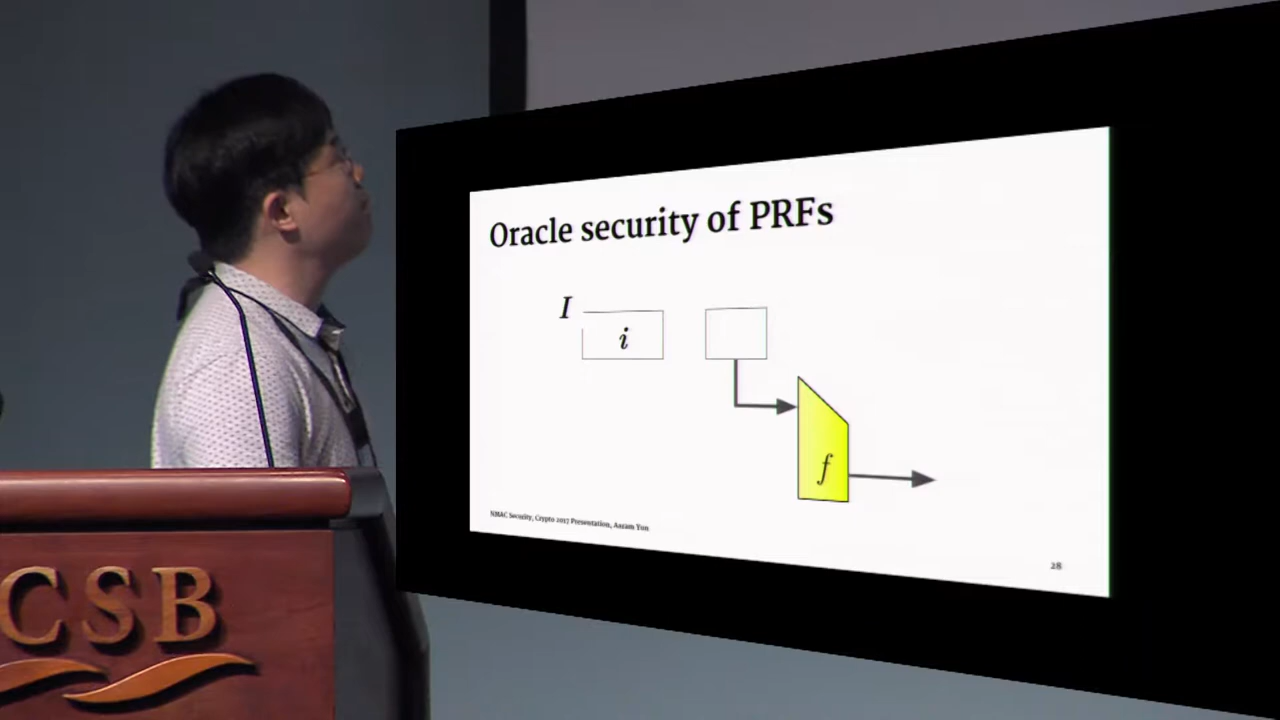 Oracle security of PRFs
I
i
f
NMAC Security, Crypto 2017 Presentation, Aaram Yun
28
CSB